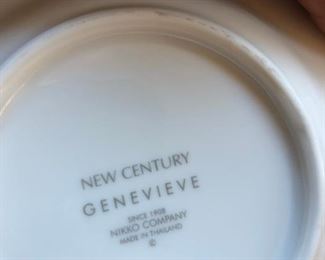 NEW CENTURY
GENEVIEVE
SINCE 1908
NIKKO COMPANY
MADE IN THAILAND
©